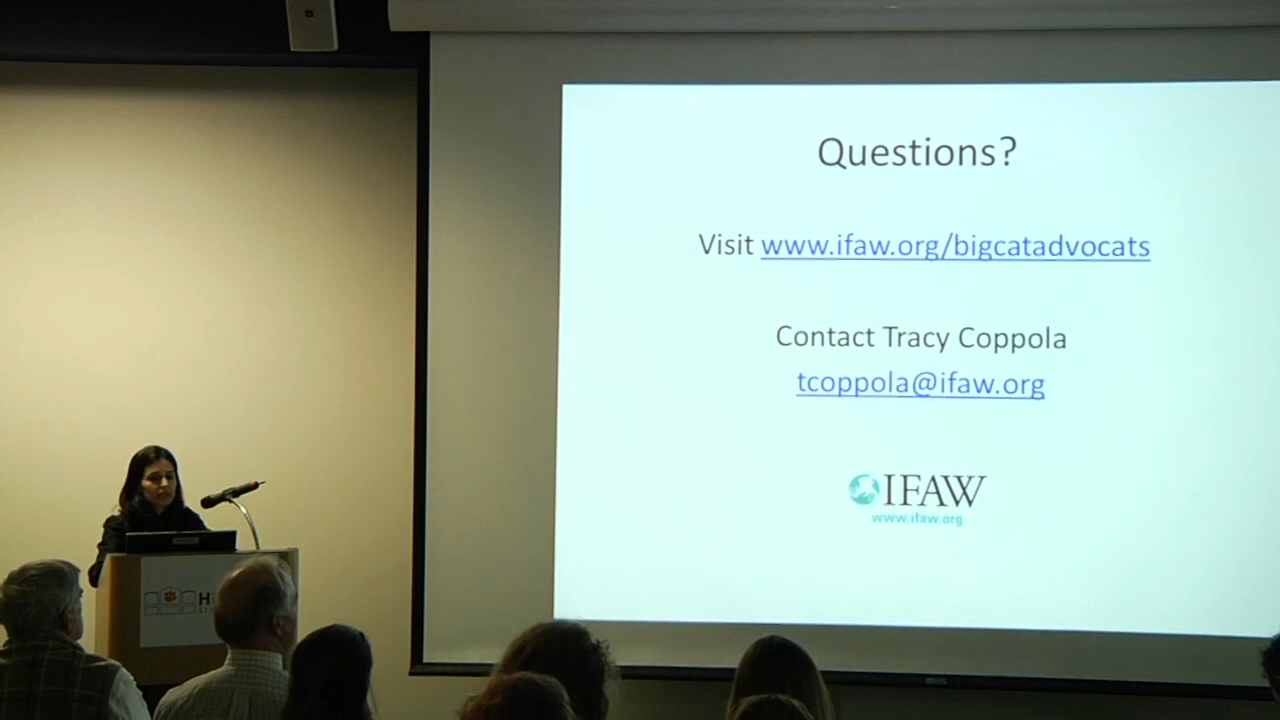 Questions?
Visit www.ifaw.org/bigcatadvocats
Contact Tracy Coppola
tcoppola@ifaw.org
IFAW
www.ifaw.org